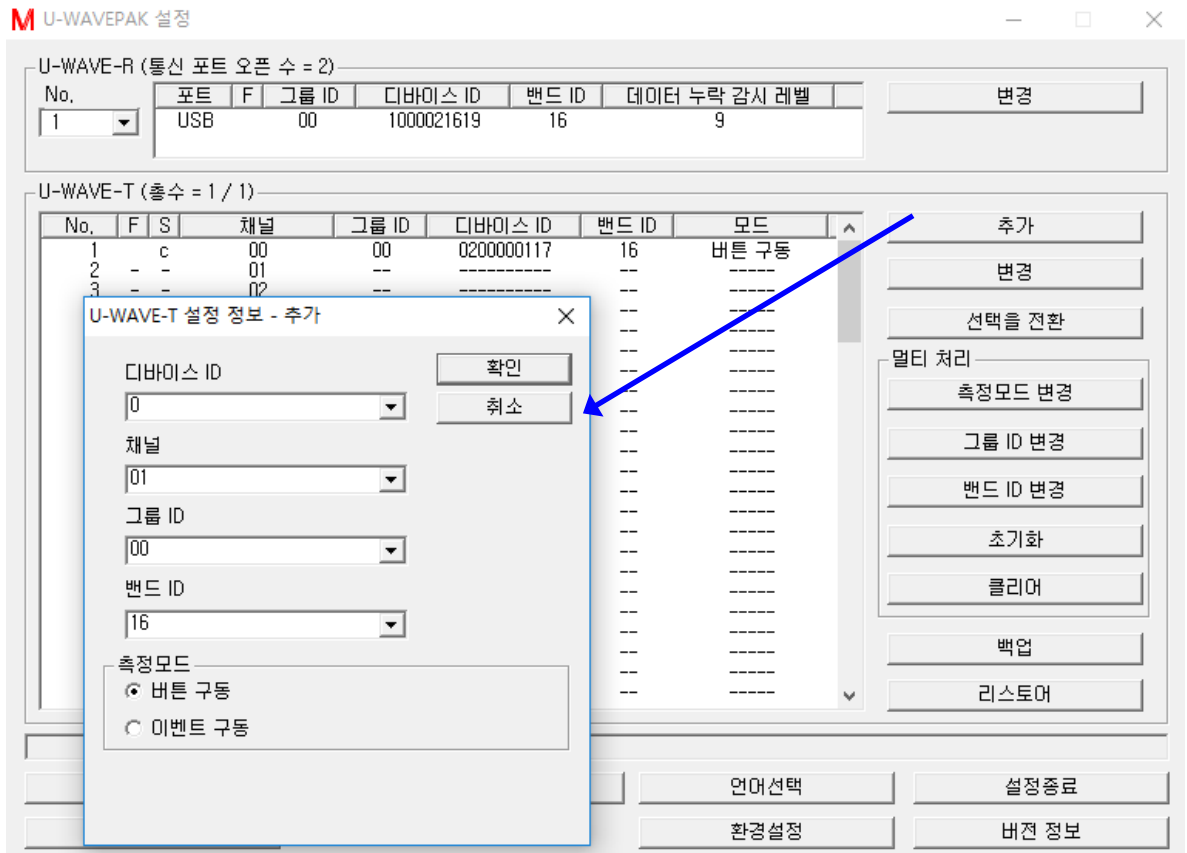 U-WAVEPAK 설정
U-WAVE-R (통신 포트 오픈 수 = 2)
No. 포트 F 그룹 ID 디바이스 ID 밴드 ID 데이터 누락 감시 레벨 변경
1 USB 00 1000021619 16 9
U-WAVE-T (총수 = 1 / 1)
No. F S 채널 그룹 ID 디바이스 ID 밴드 ID 모드
1 c 00 00 0200000117 16 버튼 구동
2 - - 01 -- ---------- -- -----
3 - - 02 -- ---------- -- -----
추가
변경
선택을 전환
멀티 처리
측정모드 변경
그룹 ID 변경
밴드 ID 변경
초기화
클리어
백업
리스토어
U-WAVE-T 설정 정보 - 추가
디바이스 ID
0
채널
01
그룹 ID
00
밴드 ID
16
측정모드
버튼 구동
이벤트 구동
확인
취소
언어선택 설정종료
환경설정 버전 정보